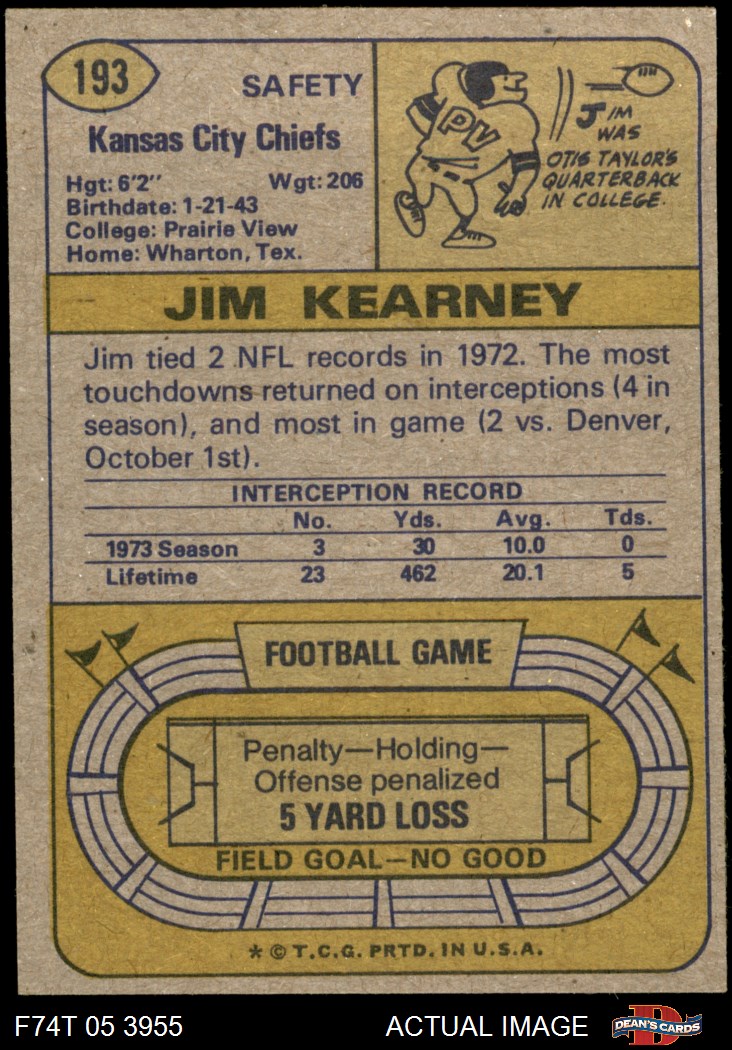 193
SAFETY
Kansas City Chiefs
Hgt: 6'2" Wgt: 206
Birthdate: 1-21-43
College: Prairie View
Home: Wharton, Tex.
PV
JIM
WAS
OTIS TAYLOR'S
QUARTERBACK
IN COLLEGE.
JIM KEARNEY
Jim tied 2 NFL records in 1972. The most
touchdowns returned on interceptions (4 in
season), and most in game (2 vs. Denver,
October 1st).
INTERCEPTION RECORD
No. Yds. Avg. Tds.
1973 Season 3 30 10.0 0
Lifetime 23 462 20.1 5
FOOTBALL GAME
Penalty—Holding—
Offense penalized
5 YARD LOSS
FIELD GOAL—NO GOOD
* © T.C.G. PRTD. IN U.S.A.
F74T 05 3955 ACTUAL IMAGE D DEAN'S CARDS